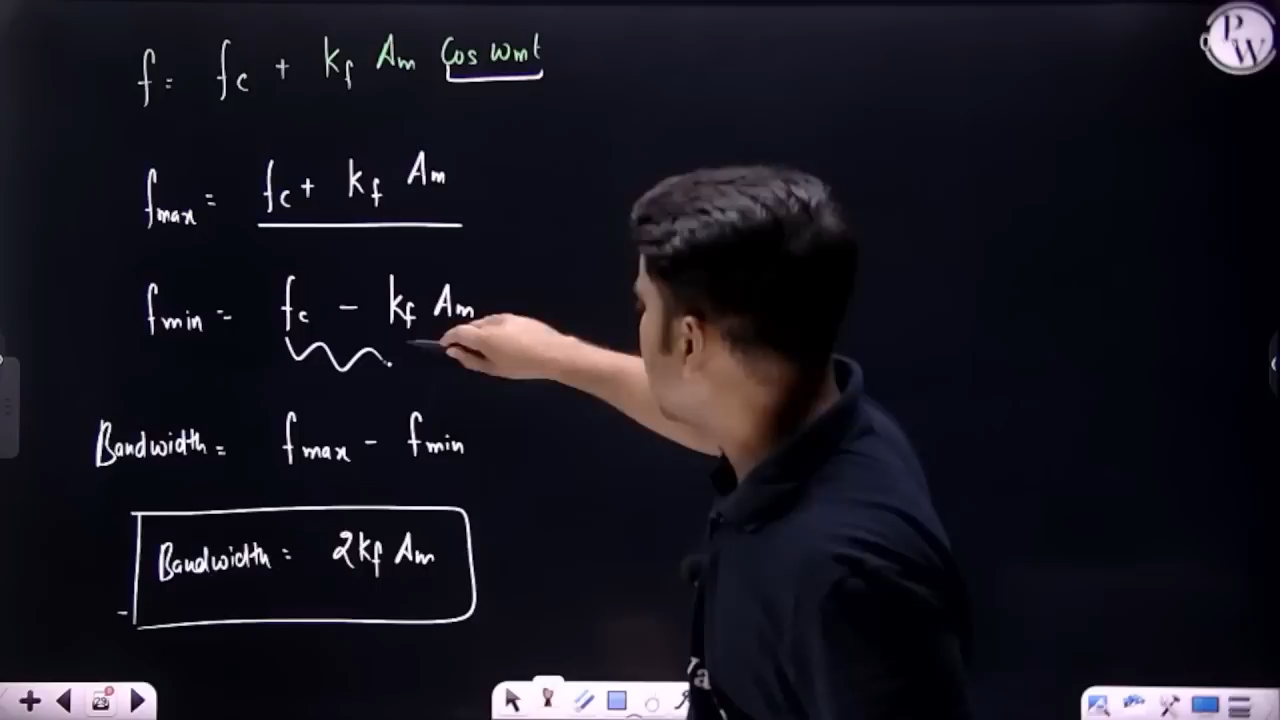 f = fc + kf Am Cos wmt
PW
fmax = fc + kf Am
fmin = fc - kf Am
Bandwidth = fmax - fmin
Bandwidth = 2kf Am
29